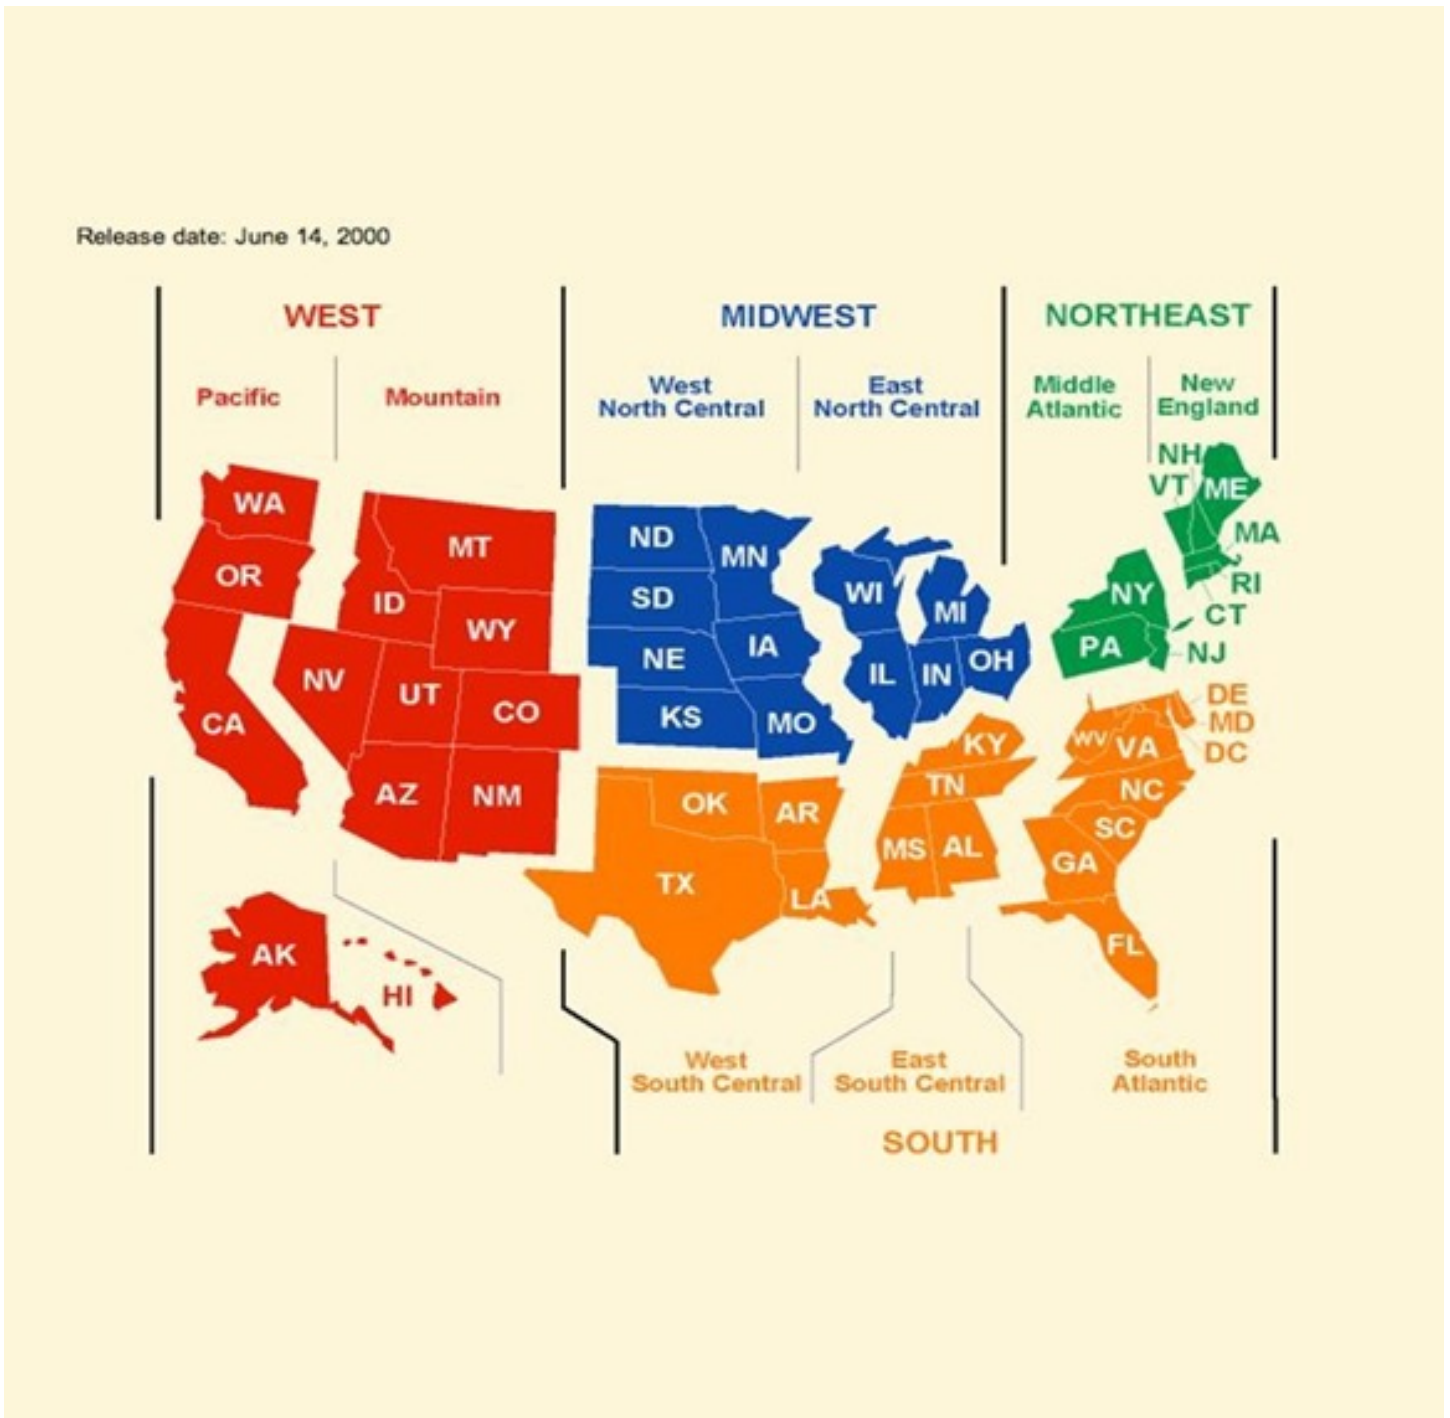 Release date: June 14, 2000
WEST
MIDWEST
NORTHEAST
Pacific
Mountain
West
North Central
East
North Central
Middle
Atlantic
New
England
WA
OR
CA
MT
ID
WY
NV
UT
CO
AZ
NM
AK
HI
ND
SD
NE
KS
MN
IA
MO
WI
MI
IL
IN
OH
NH
VT
ME
MA
RI
CT
NY
PA
NJ
DE
MD
DC
WV
VA
KY
TN
NC
SC
GA
FL
OK
AR
TX
LA
MS
AL
West
South Central
East
South Central
South
Atlantic
SOUTH